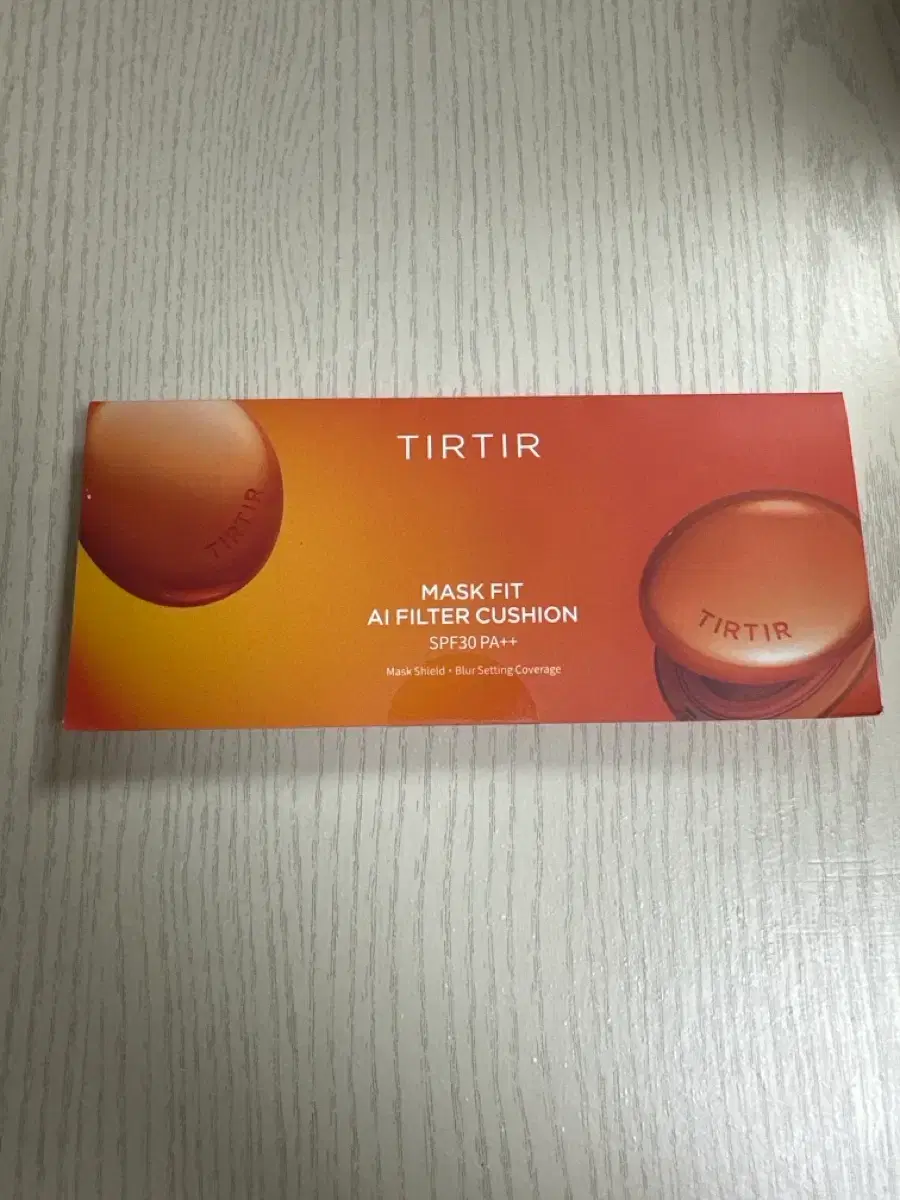 TIRTIR
TIRTIR
MASK FIT
AI FILTER CUSHION
SPF30 PA++
Mask Shield • Blur Setting Coverage
TIRTIR